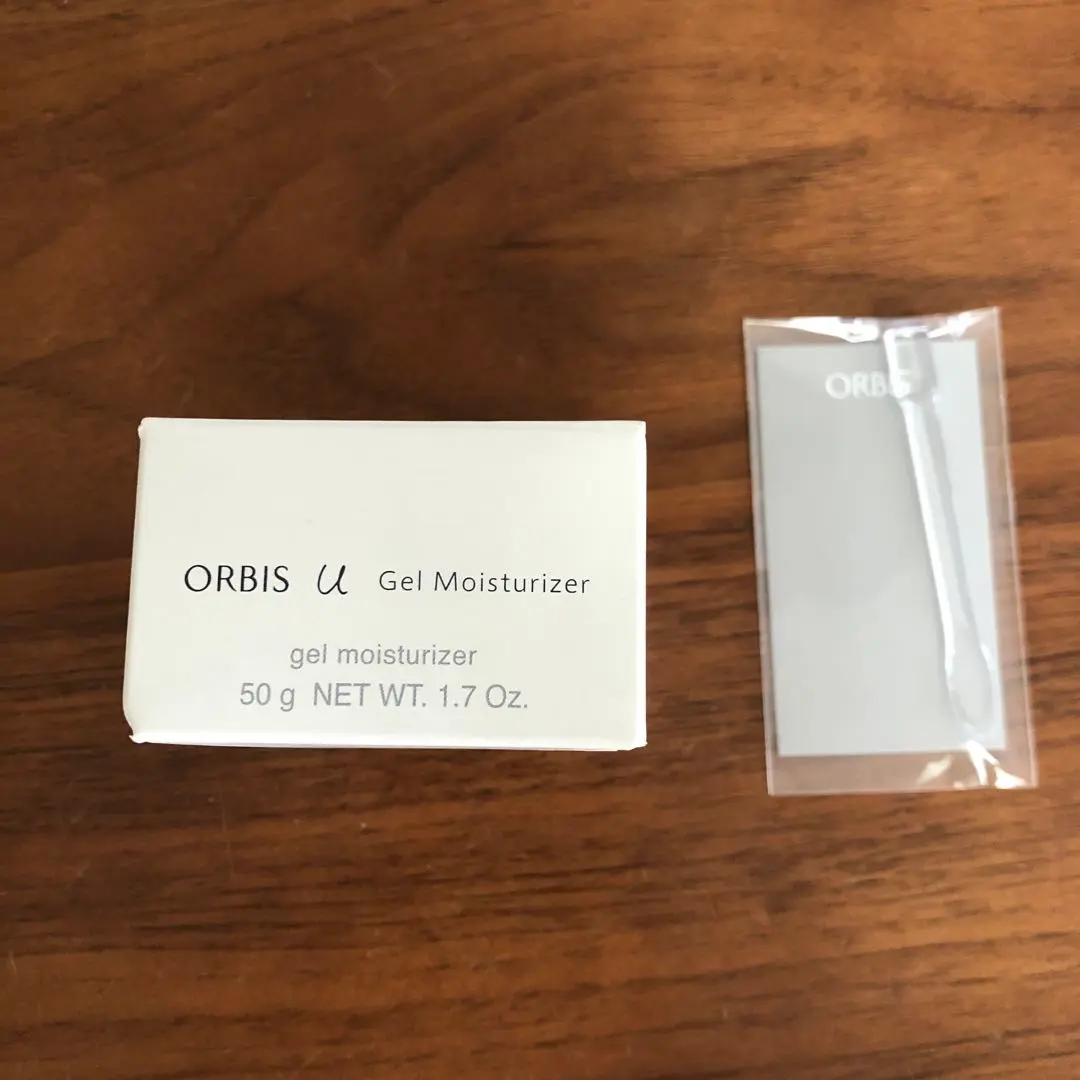 ORBIS U Gel Moisturizer
gel moisturizer
50 g NET WT. 1.7 Oz.
ORBIS